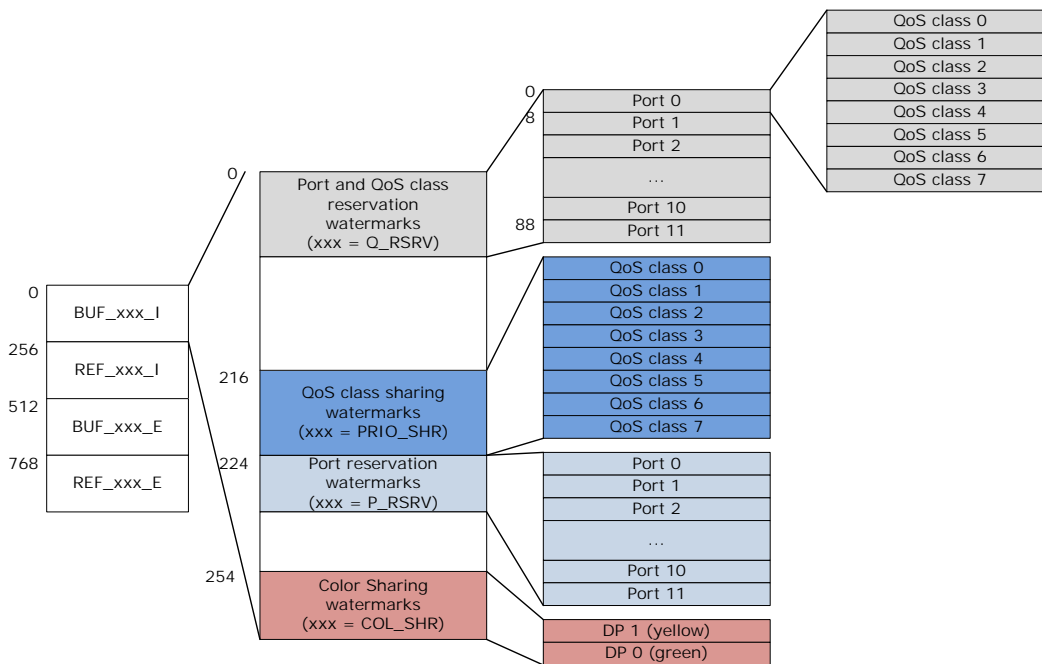 0
BUF_xxx_I
256
REF_xxx_I
512
BUF_xxx_E
768
REF_xxx_E
0
Port and QoS class
reservation
watermarks
(xxx = Q_RSRV)
216
QoS class sharing
watermarks
(xxx = PRIO_SHR)
224
Port reservation
watermarks
(xxx = P_RSRV)
254
Color Sharing
watermarks
(xxx = COL_SHR)
0
Port 0
8
Port 1
Port 2
...
Port 10
88
Port 11
QoS class 0
QoS class 1
QoS class 2
QoS class 3
QoS class 4
QoS class 5
QoS class 6
QoS class 7
Port 0
Port 1
Port 2
...
Port 10
Port 11
DP 1 (yellow)
DP 0 (green)
QoS class 0
QoS class 1
QoS class 2
QoS class 3
QoS class 4
QoS class 5
QoS class 6
QoS class 7